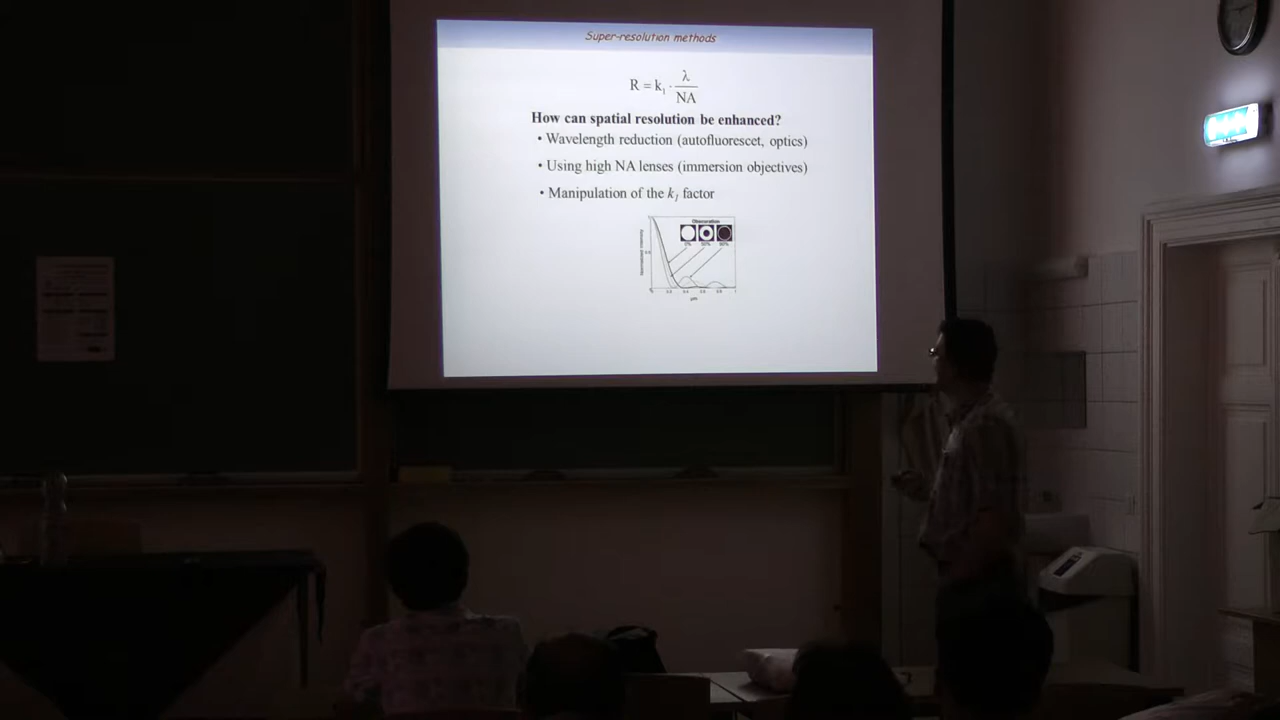 Super-resolution methods
R = k₁ · λ / NA
How can spatial resolution be enhanced?
• Wavelength reduction (autofluorescet, optics)
• Using high NA lenses (immersion objectives)
• Manipulation of the k₁ factor
Obscuration